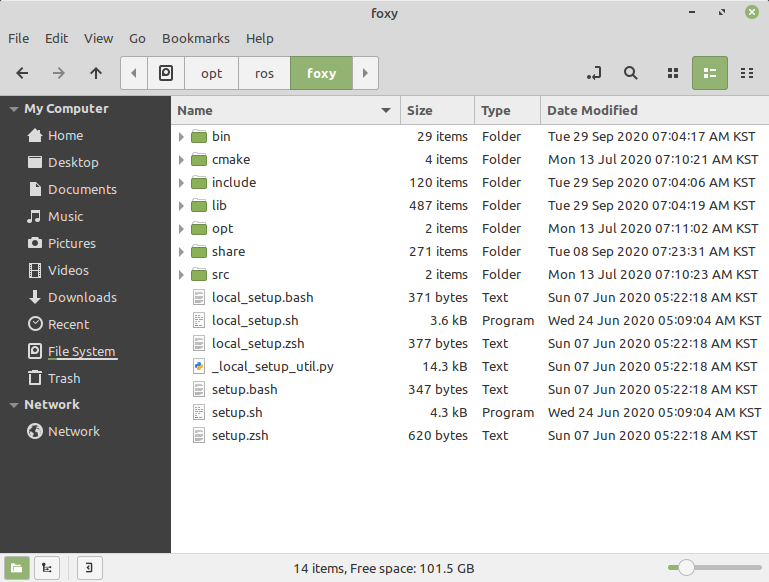 foxy
File Edit View Go Bookmarks Help
opt ros foxy
My Computer
Home
Desktop
Documents
Music
Pictures
Videos
Downloads
Recent
File System
Trash
Network
Network
Name Size Type Date Modified
bin 29 items Folder Tue 29 Sep 2020 07:04:17 AM KST
cmake 4 items Folder Mon 13 Jul 2020 07:10:21 AM KST
include 120 items Folder Tue 29 Sep 2020 07:04:06 AM KST
lib 487 items Folder Tue 29 Sep 2020 07:04:19 AM KST
opt 2 items Folder Mon 13 Jul 2020 07:11:02 AM KST
share 271 items Folder Tue 08 Sep 2020 07:23:31 AM KST
src 2 items Folder Mon 13 Jul 2020 07:10:23 AM KST
local_setup.bash 371 bytes Text Sun 07 Jun 2020 05:22:18 AM KST
local_setup.sh 3.6 kB Program Wed 24 Jun 2020 05:09:04 AM KST
local_setup.zsh 377 bytes Text Sun 07 Jun 2020 05:22:18 AM KST
_local_setup_util.py 14.3 kB Text Sun 07 Jun 2020 05:22:18 AM KST
setup.bash 347 bytes Text Sun 07 Jun 2020 05:22:18 AM KST
setup.sh 4.3 kB Program Wed 24 Jun 2020 05:09:04 AM KST
setup.zsh 620 bytes Text Sun 07 Jun 2020 05:22:18 AM KST
14 items, Free space: 101.5 GB